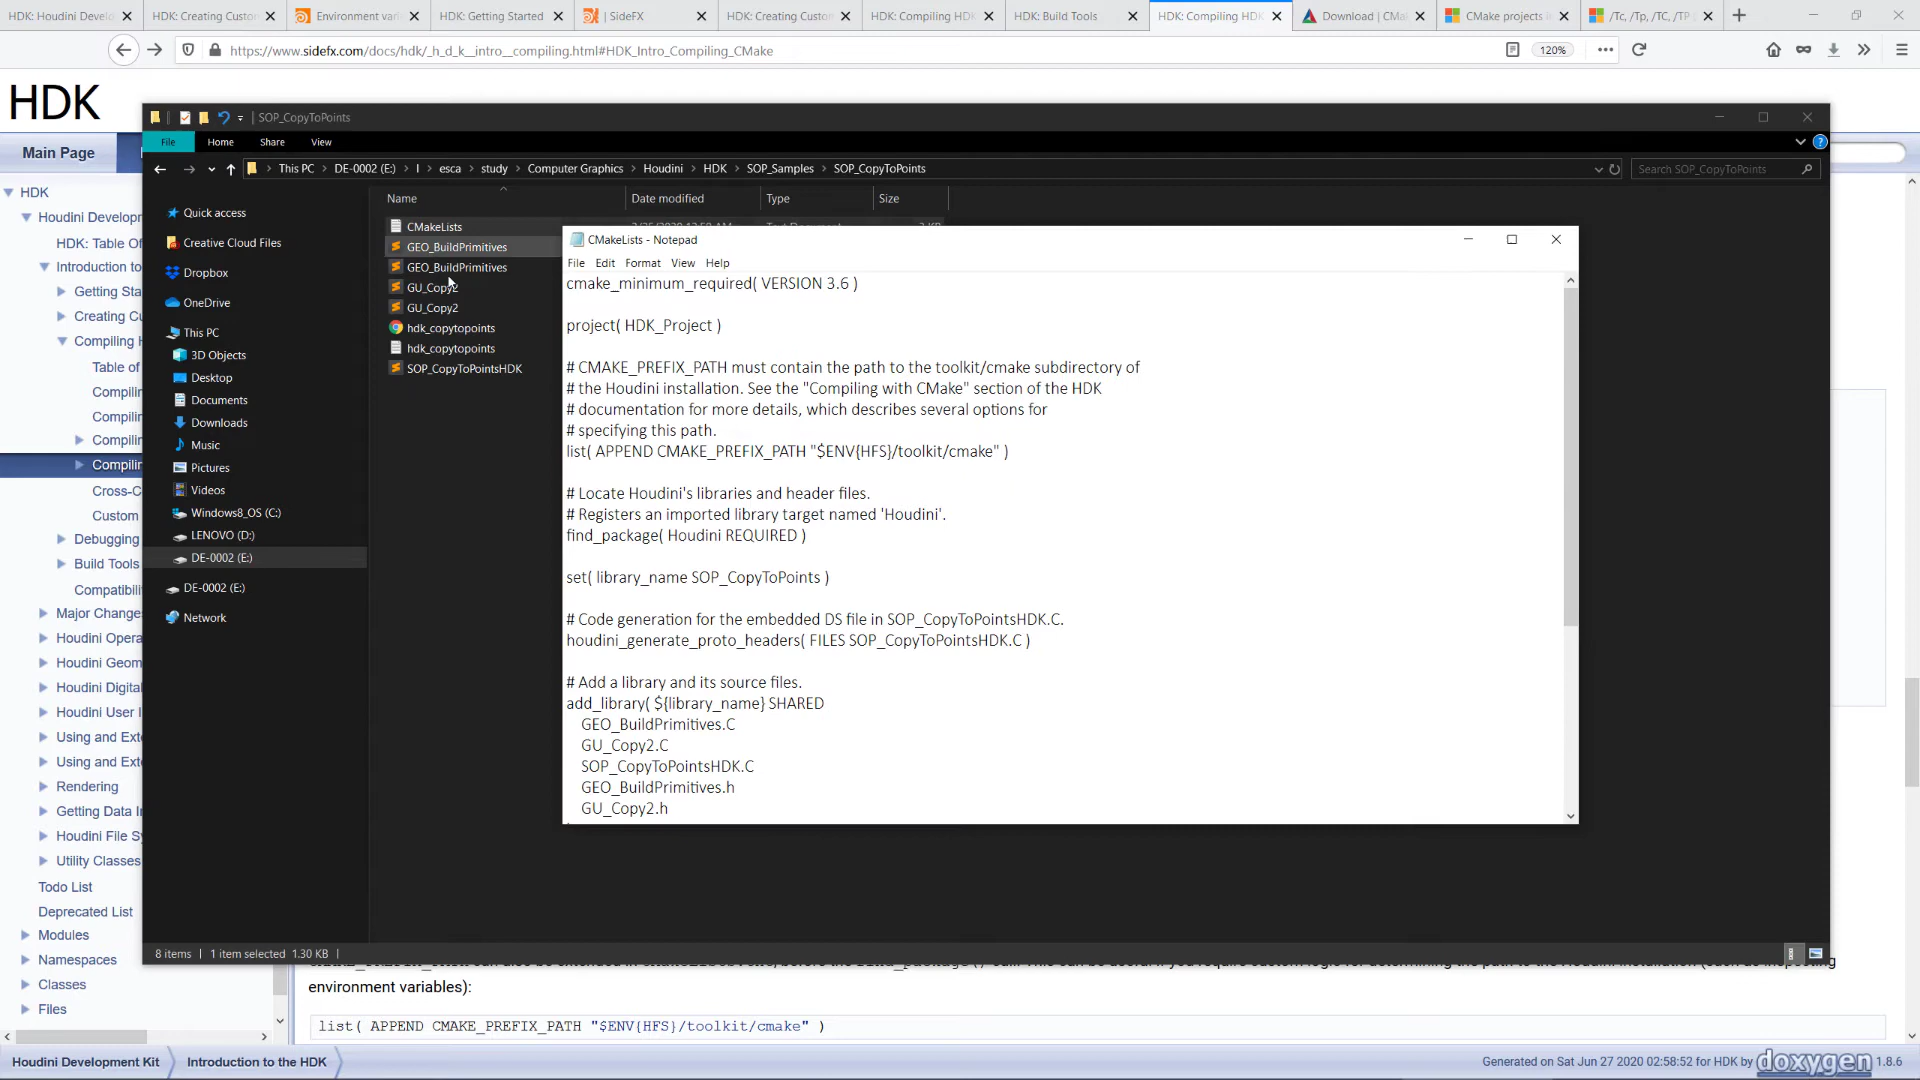 HDK: Houdini Devel
HDK: Creating Custo
Environment vari
HDK: Getting Started
| SideFX
HDK: Creating Custo
HDK: Compiling HDK
HDK: Build Tools
HDK: Compiling HDK
Download | CMa
CMake projects i
/Tc, /Tp, /TC, /TP
https://www.sidefx.com/docs/hdk/_h_d_k__intro__compiling.html#HDK_Intro_Compiling_CMake
120%
HDK
Main Page
SOP_CopyToPoints
File
Home
Share
View
This PC
DE-0002 (E:)
I
esca
study
Computer Graphics
Houdini
HDK
SOP_Samples
SOP_CopyToPoints
Search SOP_CopyToPoints
HDK
Houdini Develop
HDK: Table Of
Introduction to
Getting Sta
Creating Cu
Compiling H
Table of
Compilin
Compilin
Compilin
Compilin
Cross-C
Custom
Debugging
Build Tools
Compatibili
Major Changes
Houdini Opera
Houdini Geom
Houdini Digita
Houdini User I
Using and Exte
Using and Exte
Rendering
Getting Data In
Houdini File Sy
Utility Classes
Todo List
Deprecated List
Modules
Namespaces
Classes
Files
Quick access
Creative Cloud Files
Dropbox
OneDrive
This PC
3D Objects
Desktop
Documents
Downloads
Music
Pictures
Videos
Windows8_OS (C:)
LENOVO (D:)
DE-0002 (E:)
DE-0002 (E:)
Network
Name
Date modified
Type
Size
CMakeLists
GEO_BuildPrimitives
GEO_BuildPrimitives
GU_Copy2
GU_Copy2
hdk_copytopoints
hdk_copytopoints
SOP_CopyToPointsHDK
CMakeLists - Notepad
File
Edit
Format
View
Help
cmake_minimum_required( VERSION 3.6 )
project( HDK_Project )
# CMAKE_PREFIX_PATH must contain the path to the toolkit/cmake subdirectory of
# the Houdini installation. See the "Compiling with CMake" section of the HDK
# documentation for more details, which describes several options for
# specifying this path.
list( APPEND CMAKE_PREFIX_PATH "$ENV{HFS}/toolkit/cmake" )
# Locate Houdini's libraries and header files.
# Registers an imported library target named 'Houdini'.
find_package( Houdini REQUIRED )
set( library_name SOP_CopyToPoints )
# Code generation for the embedded DS file in SOP_CopyToPointsHDK.C.
houdini_generate_proto_headers( FILES SOP_CopyToPointsHDK.C )
# Add a library and its source files.
add_library( ${library_name} SHARED
GEO_BuildPrimitives.C
GU_Copy2.C
SOP_CopyToPointsHDK.C
GEO_BuildPrimitives.h
GU_Copy2.h
8 items
1 item selected 1.30 KB
environment variables):
list( APPEND CMAKE_PREFIX_PATH "$ENV{HFS}/toolkit/cmake" )
Houdini Development Kit
Introduction to the HDK
Generated on Sat Jun 27 2020 02:58:52 for HDK by doxygen 1.8.6